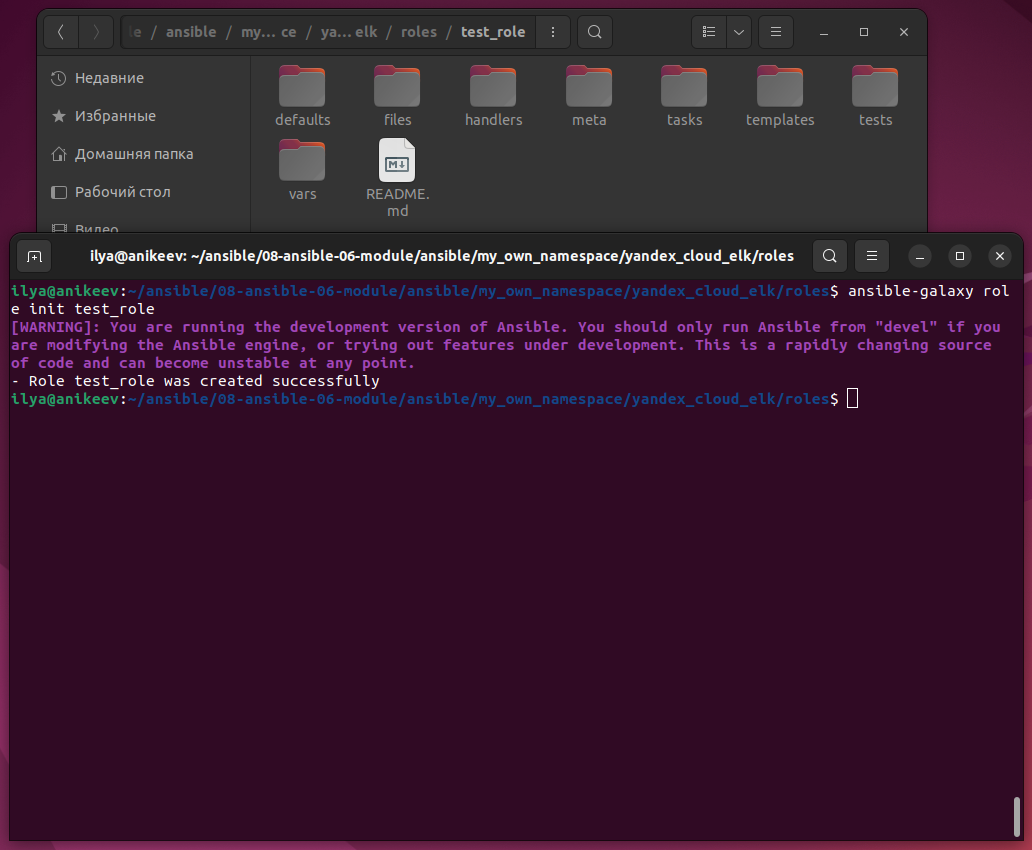 le / ansible / my… ce / ya… elk / roles / test_role
Недавние
Избранные
Домашняя папка
Рабочий стол
Видео
defaults files handlers meta tasks templates tests
vars README.
md
ilya@anikeev: ~/ansible/08-ansible-06-module/ansible/my_own_namespace/yandex_cloud_elk/roles
ilya@anikeev:~/ansible/08-ansible-06-module/ansible/my_own_namespace/yandex_cloud_elk/roles$ ansible-galaxy rol
e init test_role
[WARNING]: You are running the development version of Ansible. You should only run Ansible from "devel" if you
are modifying the Ansible engine, or trying out features under development. This is a rapidly changing source
of code and can become unstable at any point.
- Role test_role was created successfully
ilya@anikeev:~/ansible/08-ansible-06-module/ansible/my_own_namespace/yandex_cloud_elk/roles$